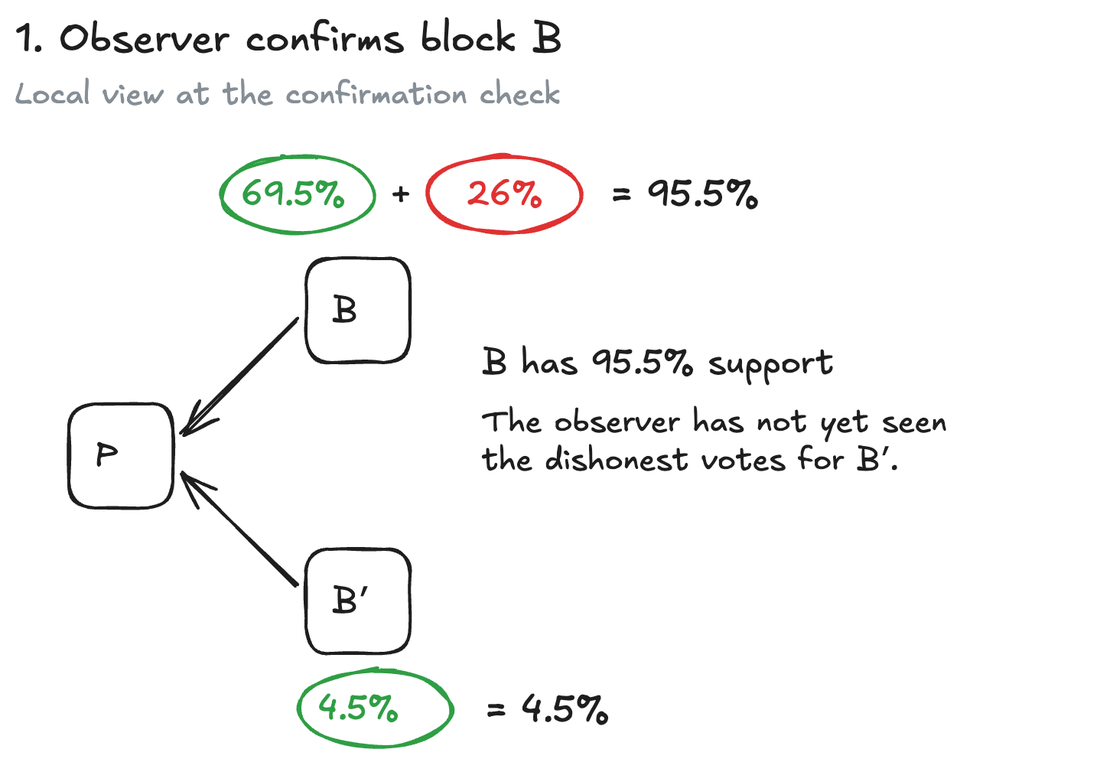 1. Observer confirms block B
Local view at the confirmation check
69.5% + 26% = 95.5%
B
B has 95.5% support
The observer has not yet seen
the dishonest votes for B′.
P
B′
4.5% = 4.5%